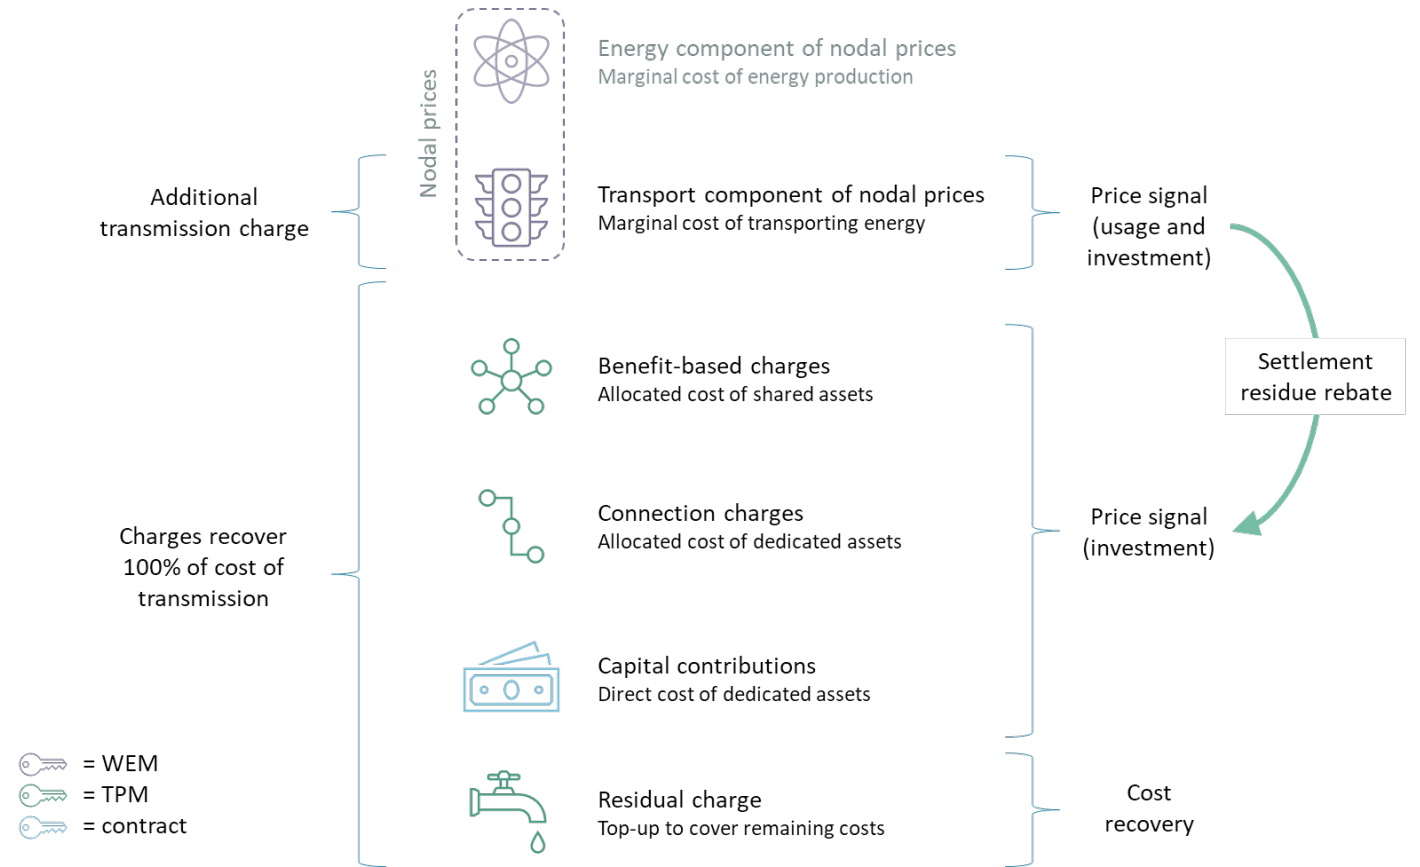 Nodal prices
Energy component of nodal prices
Marginal cost of energy production
Additional
transmission charge
Transport component of nodal prices
Marginal cost of transporting energy
Price signal
(usage and
investment)
Benefit-based charges
Allocated cost of shared assets
Settlement
residue rebate
Charges recover
100% of cost of
transmission
Connection charges
Allocated cost of dedicated assets
Price signal
(investment)
Capital contributions
Direct cost of dedicated assets
= WEM
= TPM
= contract
Residual charge
Top-up to cover remaining costs
Cost
recovery